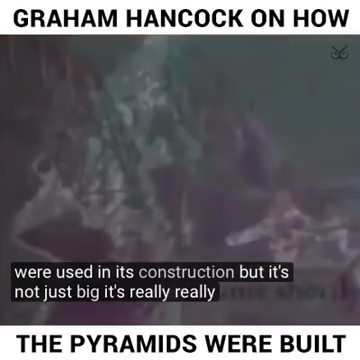 GRAHAM HANCOCK ON HOW
were used in its construction but it's
not just big it's really really
THE PYRAMIDS WERE BUILT